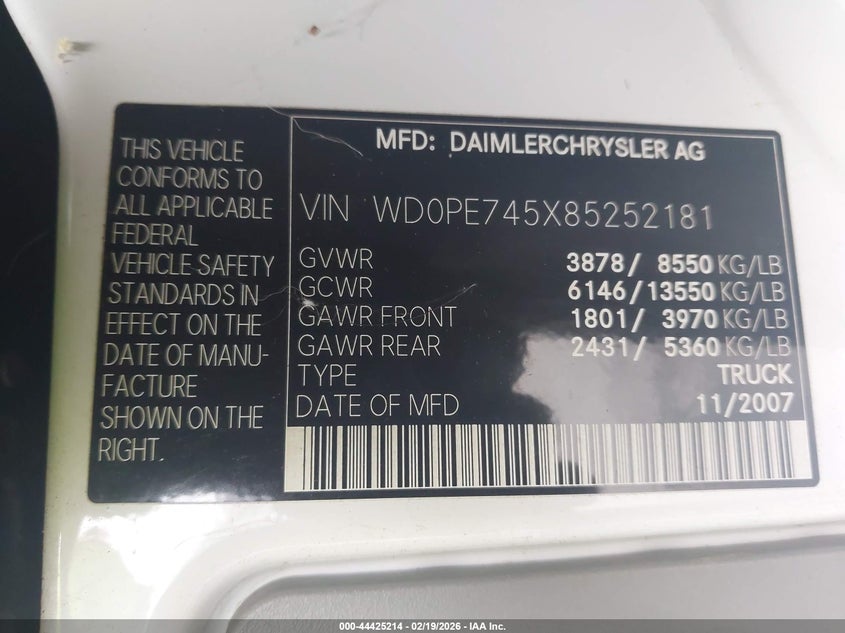 THIS VEHICLE
CONFORMS TO
ALL APPLICABLE
FEDERAL
VEHICLE SAFETY
STANDARDS IN
EFFECT ON THE
DATE OF MANU-
FACTURE
SHOWN ON THE
RIGHT.
MFD: DAIMLERCHRYSLER AG
VIN WD0PE745X85252181
GVWR 3878/ 8550 KG/LB
GCWR 6146/13550 KG/LB
GAWR FRONT 1801/ 3970 KG/LB
GAWR REAR 2431/ 5360 KG/LB
TYPE TRUCK
DATE OF MFD 11/2007
000-44425214 - 02/19/2026 - IAA Inc.